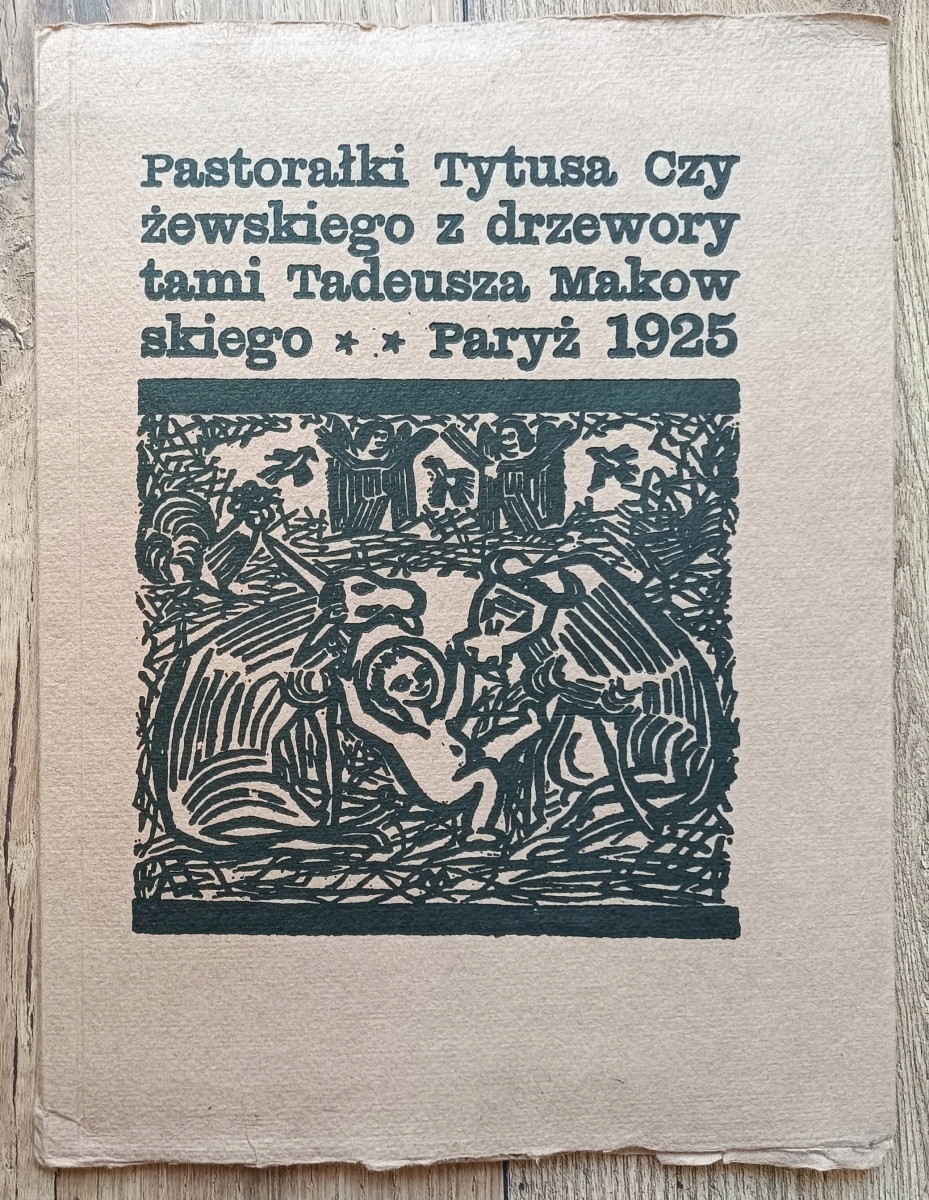 Pastorałki Tytusa Czy
żewskiego z drzewory
tami Tadeusza Makow
skiego * * Paryż 1925